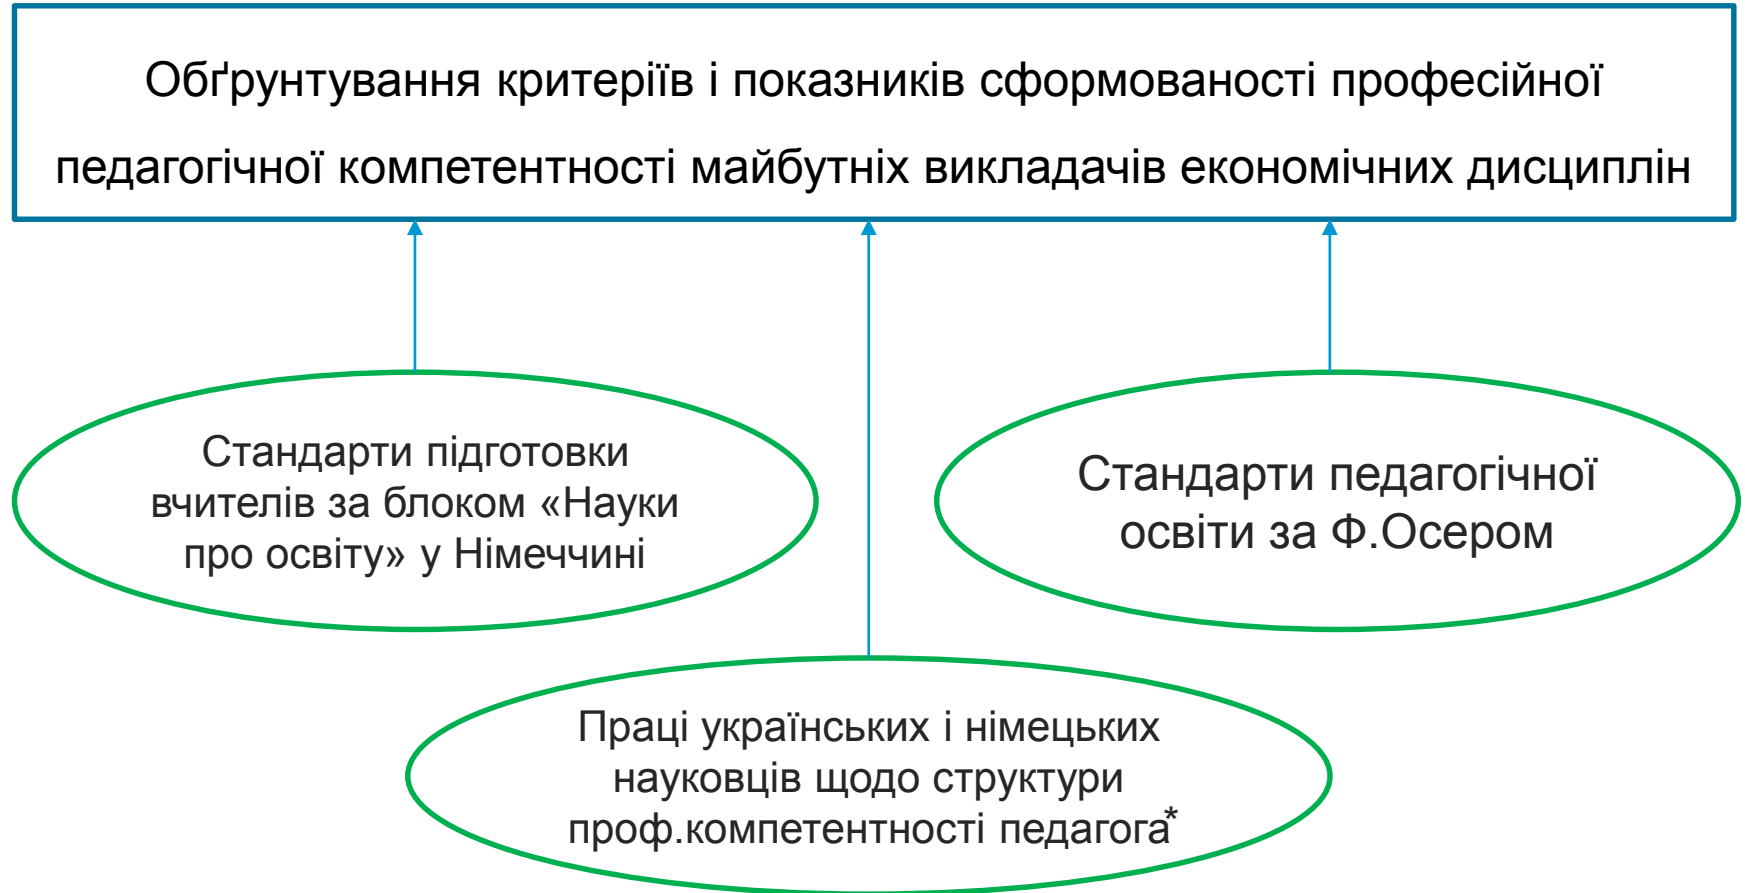 Обґрунтування критеріїв і показників сформованості професійної
педагогічної компетентності майбутніх викладачів економічних дисциплін
Стандарти підготовки
вчителів за блоком «Науки
про освіту» у Німеччині
Стандарти педагогічної
освіти за Ф.Осером
Праці українських і німецьких
науковців щодо структури
проф.компетентності педагога*